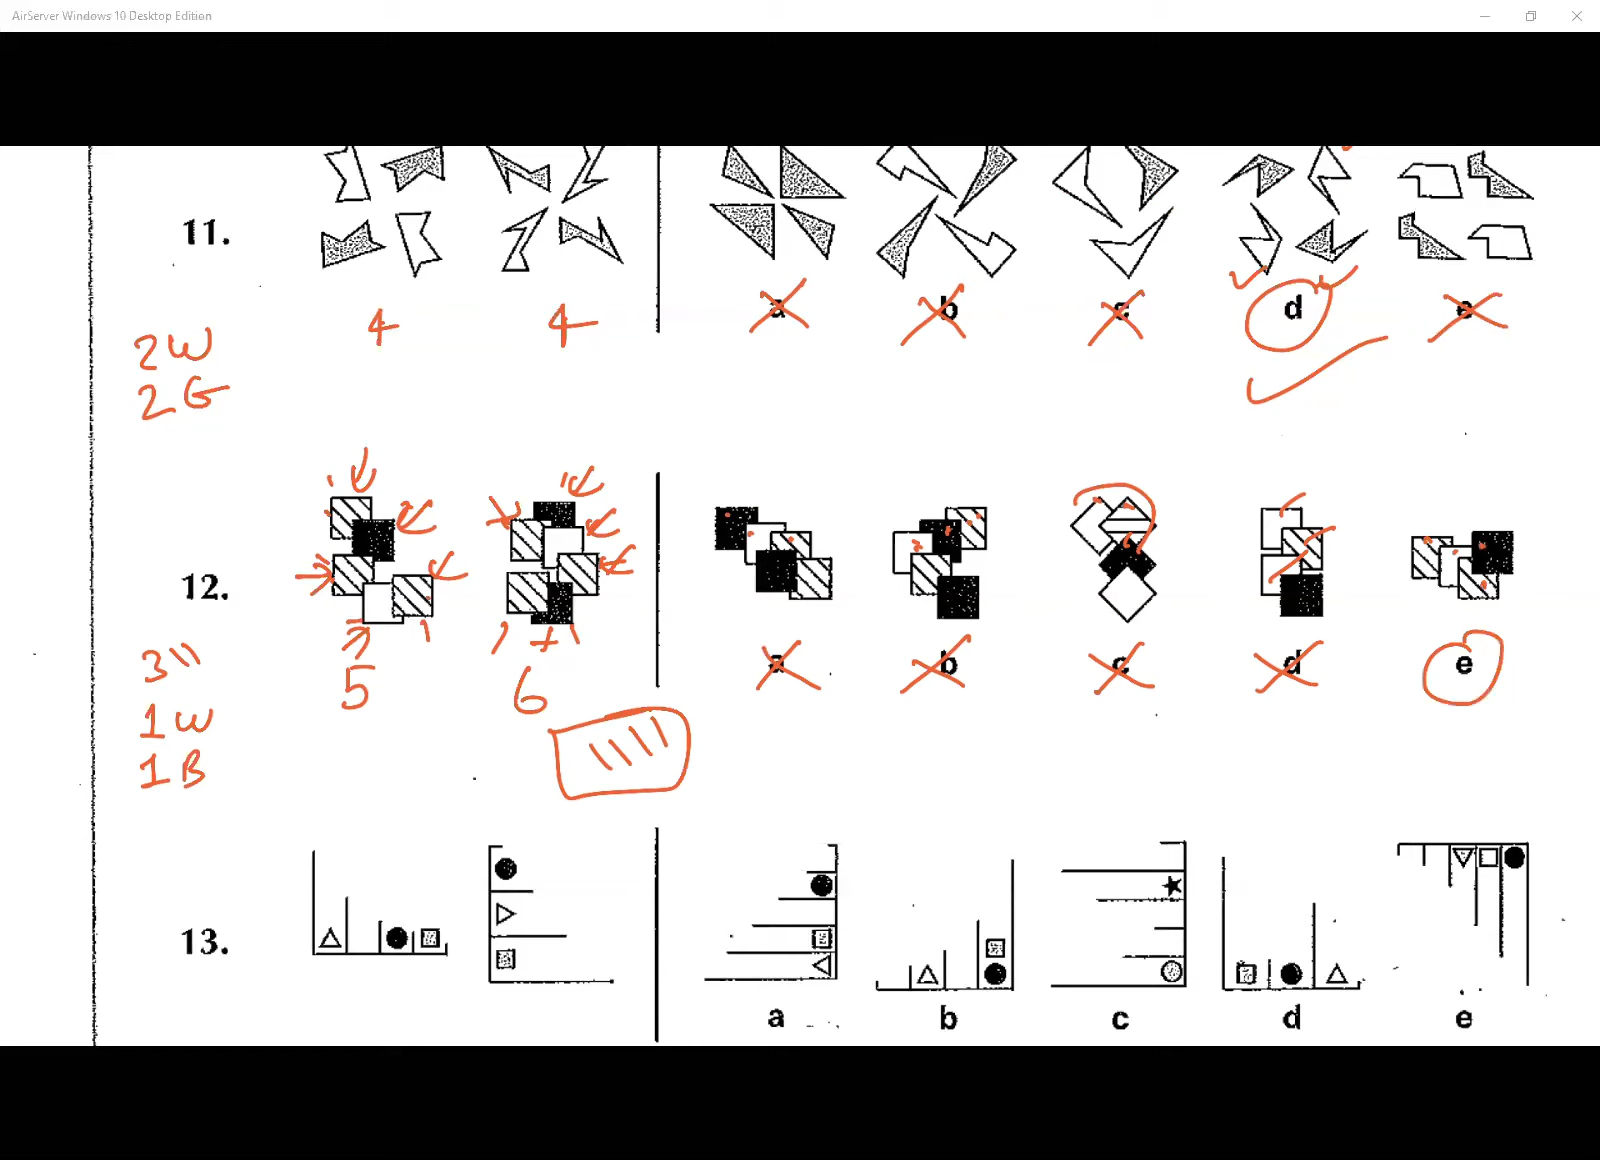 AirServer Windows 10 Desktop Edition
11.
a b c d e
4 4
2W
2G
12.
a b c d e
3\\
5 6
1W
\\\\
1B
13.
a b c d e